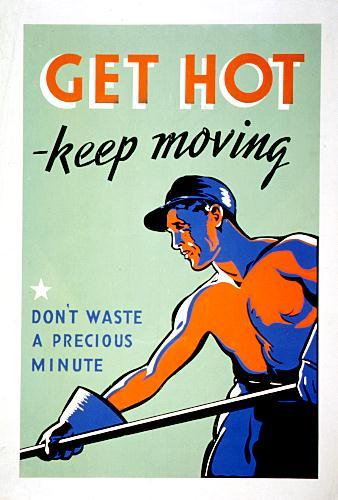 GET HOT
-keep moving
DON'T WASTE
A PRECIOUS
MINUTE